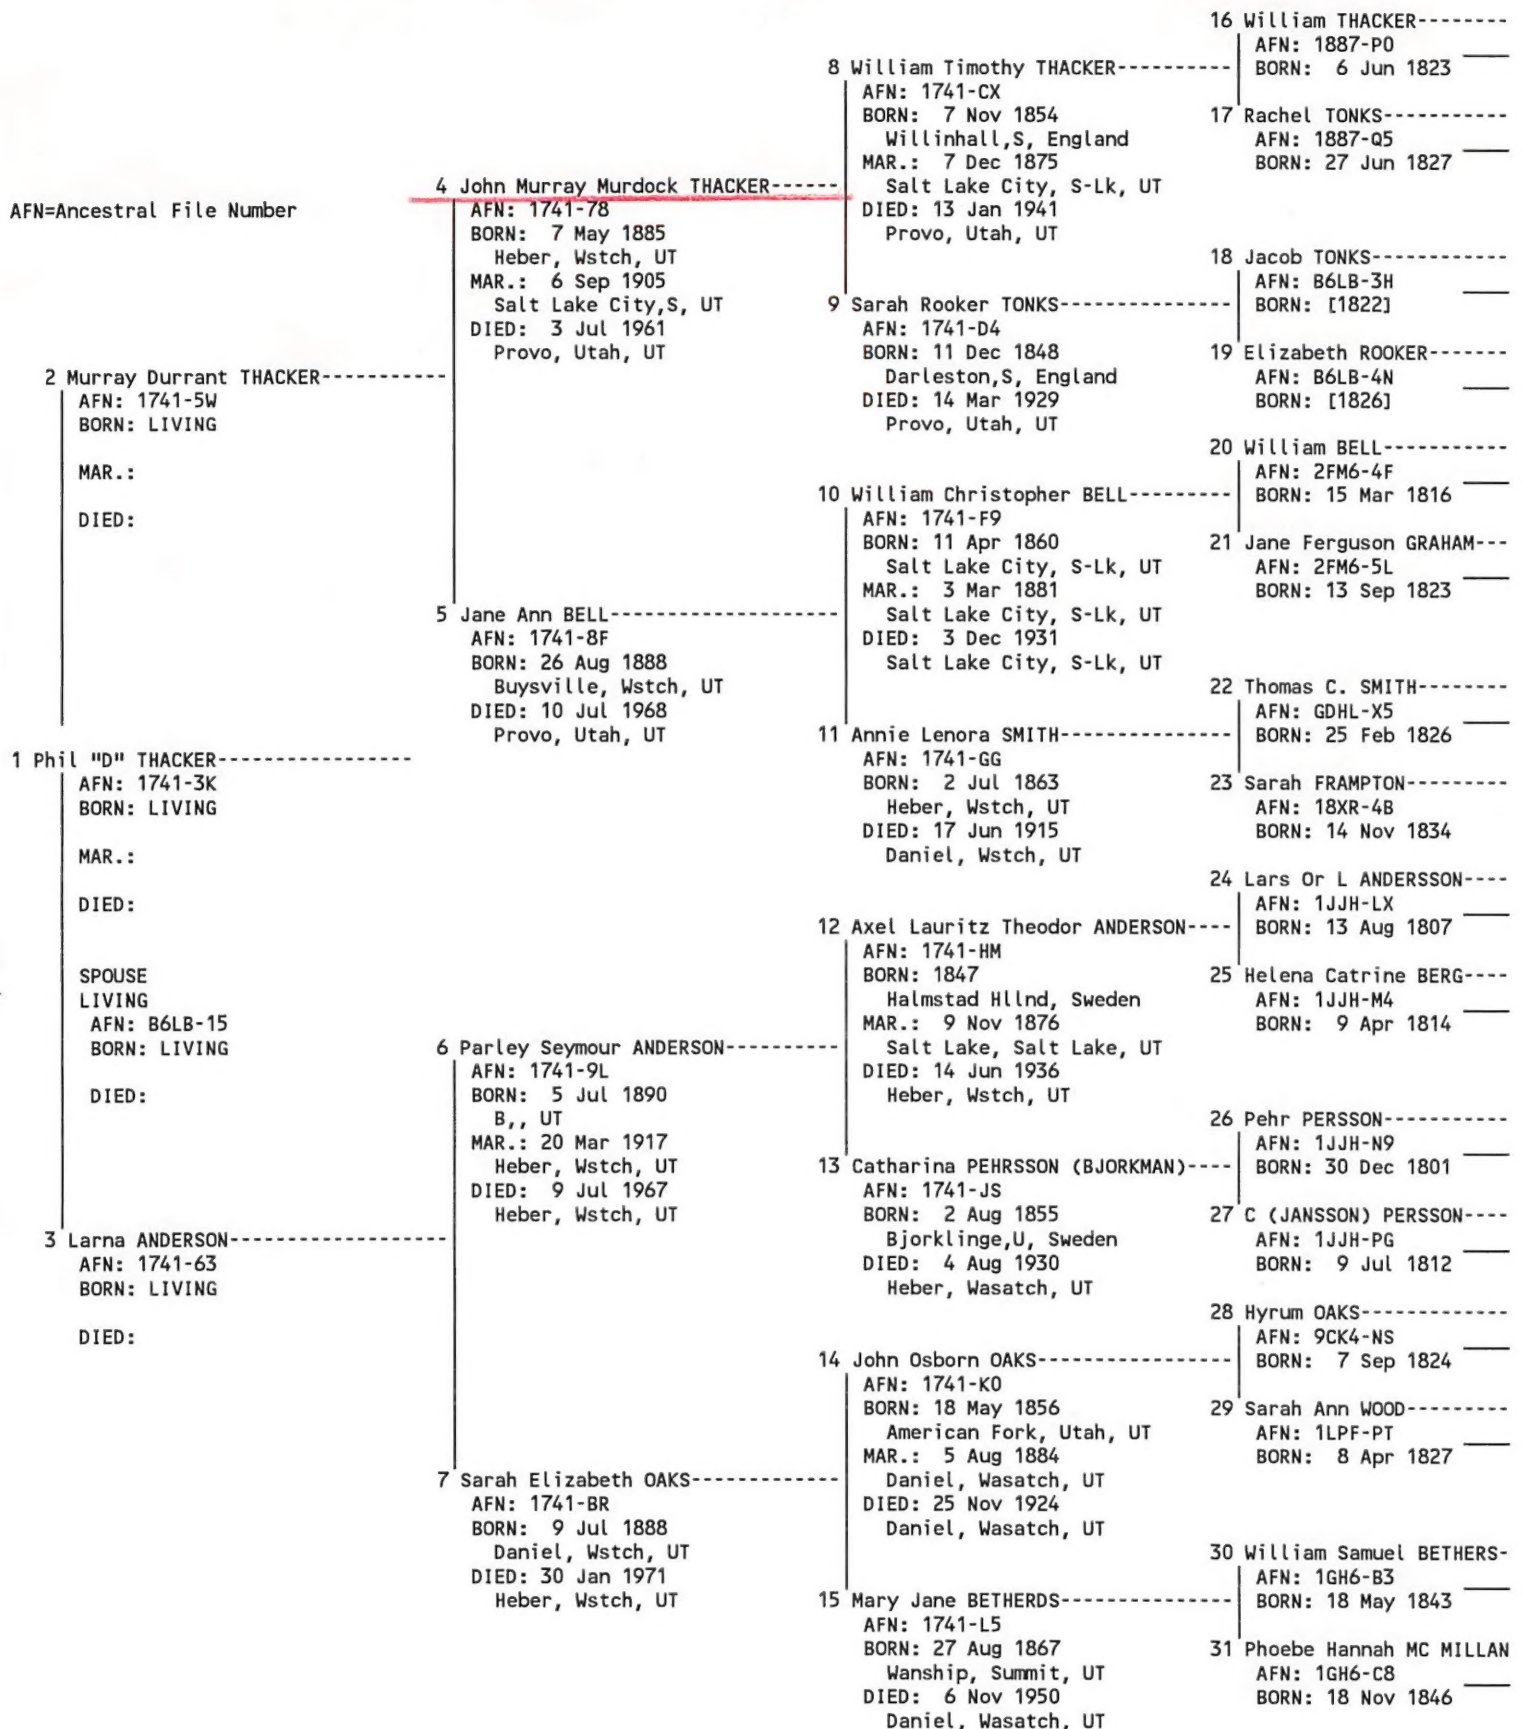 AFN=Ancestral File Number
1 Phil "D" THACKER-----------------
AFN: 1741-3K
BORN: LIVING
MAR.:
DIED:
SPOUSE
LIVING
AFN: B6LB-15
BORN: LIVING
DIED:
2 Murray Durrant THACKER-----------
AFN: 1741-5W
BORN: LIVING
MAR.:
DIED:
3 Larna ANDERSON-------------------
AFN: 1741-63
BORN: LIVING
DIED:
4 John Murray Murdock THACKER------
AFN: 1741-78
BORN: 7 May 1885
Heber, Wstch, UT
MAR.: 6 Sep 1905
Salt Lake City,S, UT
DIED: 3 Jul 1961
Provo, Utah, UT
5 Jane Ann BELL--------------------
AFN: 1741-8F
BORN: 26 Aug 1888
Buysville, Wstch, UT
DIED: 10 Jul 1968
Provo, Utah, UT
6 Parley Seymour ANDERSON----------
AFN: 1741-9L
BORN: 5 Jul 1890
B,, UT
MAR.: 20 Mar 1917
Heber, Wstch, UT
DIED: 9 Jul 1967
Heber, Wstch, UT
7 Sarah Elizabeth OAKS-------------
AFN: 1741-BR
BORN: 9 Jul 1888
Daniel, Wstch, UT
DIED: 30 Jan 1971
Heber, Wstch, UT
8 William Timothy THACKER----------
AFN: 1741-CX
BORN: 7 Nov 1854
Willinhall,S, England
MAR.: 7 Dec 1875
Salt Lake City, S-Lk, UT
DIED: 13 Jan 1941
Provo, Utah, UT
9 Sarah Rooker TONKS---------------
AFN: 1741-D4
BORN: 11 Dec 1848
Darleston,S, England
DIED: 14 Mar 1929
Provo, Utah, UT
10 William Christopher BELL---------
AFN: 1741-F9
BORN: 11 Apr 1860
Salt Lake City, S-Lk, UT
MAR.: 3 Mar 1881
Salt Lake City, S-Lk, UT
DIED: 3 Dec 1931
Salt Lake City, S-Lk, UT
11 Annie Lenora SMITH---------------
AFN: 1741-GG
BORN: 2 Jul 1863
Heber, Wstch, UT
DIED: 17 Jun 1915
Daniel, Wstch, UT
12 Axel Lauritz Theodor ANDERSON----
AFN: 1741-HM
BORN: 1847
Halmstad Hllnd, Sweden
MAR.: 9 Nov 1876
Salt Lake, Salt Lake, UT
DIED: 14 Jun 1936
Heber, Wstch, UT
13 Catharina PEHRSSON (BJORKMAN)----
AFN: 1741-JS
BORN: 2 Aug 1855
Bjorklinge,U, Sweden
DIED: 4 Aug 1930
Heber, Wasatch, UT
14 John Osborn OAKS-----------------
AFN: 1741-K0
BORN: 18 May 1856
American Fork, Utah, UT
MAR.: 5 Aug 1884
Daniel, Wasatch, UT
DIED: 25 Nov 1924
Daniel, Wasatch, UT
15 Mary Jane BETHERDS---------------
AFN: 1741-L5
BORN: 27 Aug 1867
Wanship, Summit, UT
DIED: 6 Nov 1950
Daniel, Wasatch, UT
16 William THACKER--------
AFN: 1887-P0
BORN: 6 Jun 1823
17 Rachel TONKS-----------
AFN: 1887-Q5
BORN: 27 Jun 1827
18 Jacob TONKS------------
AFN: B6LB-3H
BORN: [1822]
19 Elizabeth ROOKER-------
AFN: B6LB-4N
BORN: [1826]
20 William BELL-----------
AFN: 2FM6-4F
BORN: 15 Mar 1816
21 Jane Ferguson GRAHAM---
AFN: 2FM6-5L
BORN: 13 Sep 1823
22 Thomas C. SMITH--------
AFN: GDHL-X5
BORN: 25 Feb 1826
23 Sarah FRAMPTON---------
AFN: 18XR-4B
BORN: 14 Nov 1834
24 Lars Or L ANDERSSON----
AFN: 1JJH-LX
BORN: 13 Aug 1807
25 Helena Catrine BERG----
AFN: 1JJH-M4
BORN: 9 Apr 1814
26 Pehr PERSSON-----------
AFN: 1JJH-N9
BORN: 30 Dec 1801
27 C (JANSSON) PERSSON----
AFN: 1JJH-PG
BORN: 9 Jul 1812
28 Hyrum OAKS-------------
AFN: 9CK4-NS
BORN: 7 Sep 1824
29 Sarah Ann WOOD---------
AFN: 1LPF-PT
BORN: 8 Apr 1827
30 William Samuel BETHERS-
AFN: 1GH6-B3
BORN: 18 May 1843
31 Phoebe Hannah MC MILLAN
AFN: 1GH6-C8
BORN: 18 Nov 1846